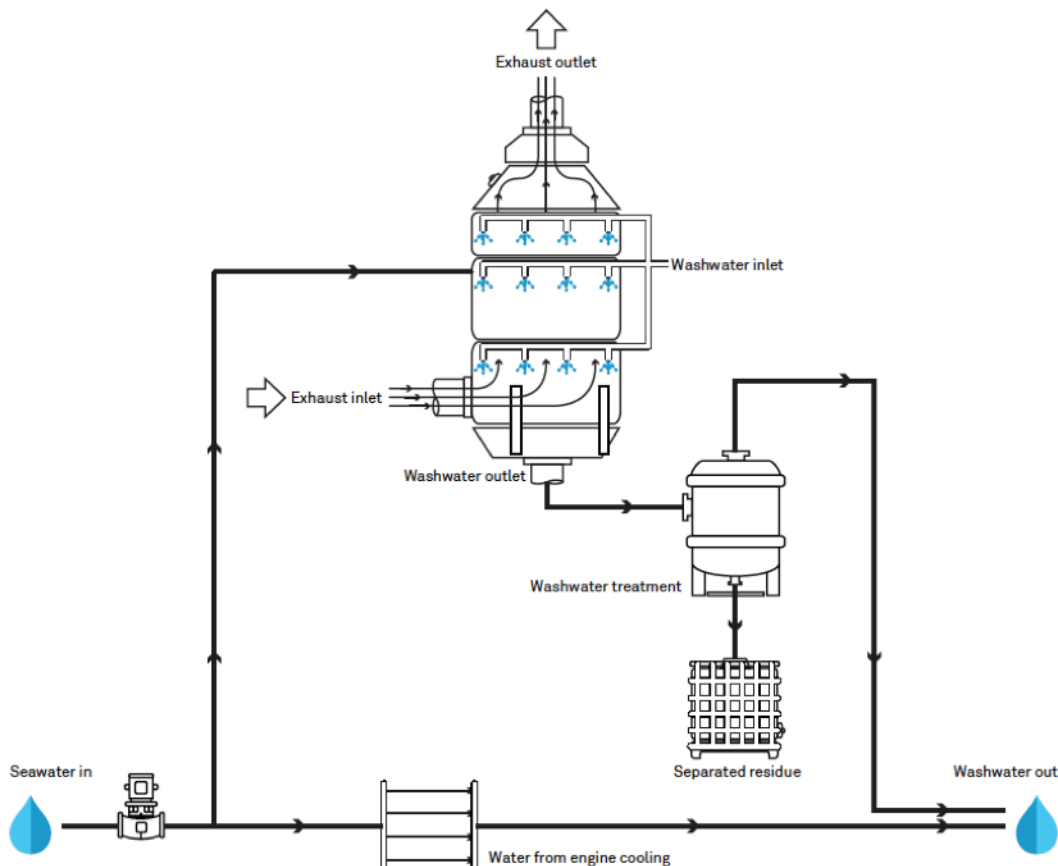 Exhaust outlet
Washwater inlet
Exhaust inlet
Washwater outlet
Washwater treatment
Seawater in
Separated residue
Washwater out
Water from engine cooling